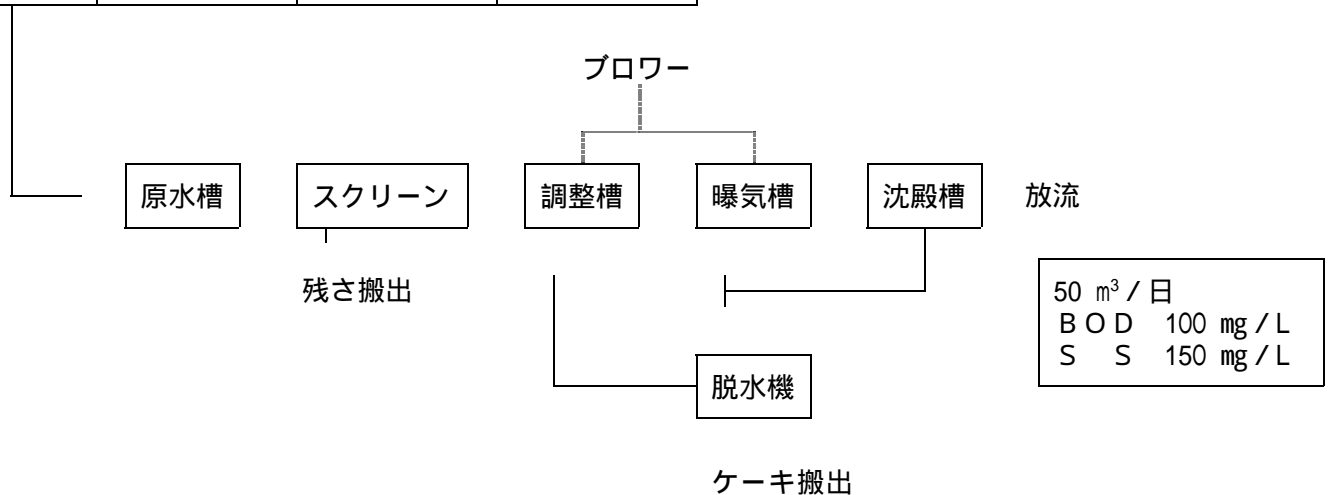 ブロワー
原水槽
スクリーン
調整槽
曝気槽
沈殿槽
放流
残さ搬出
50 m³/日
BOD 100 mg/L
SS 150 mg/L
脱水機
ケーキ搬出